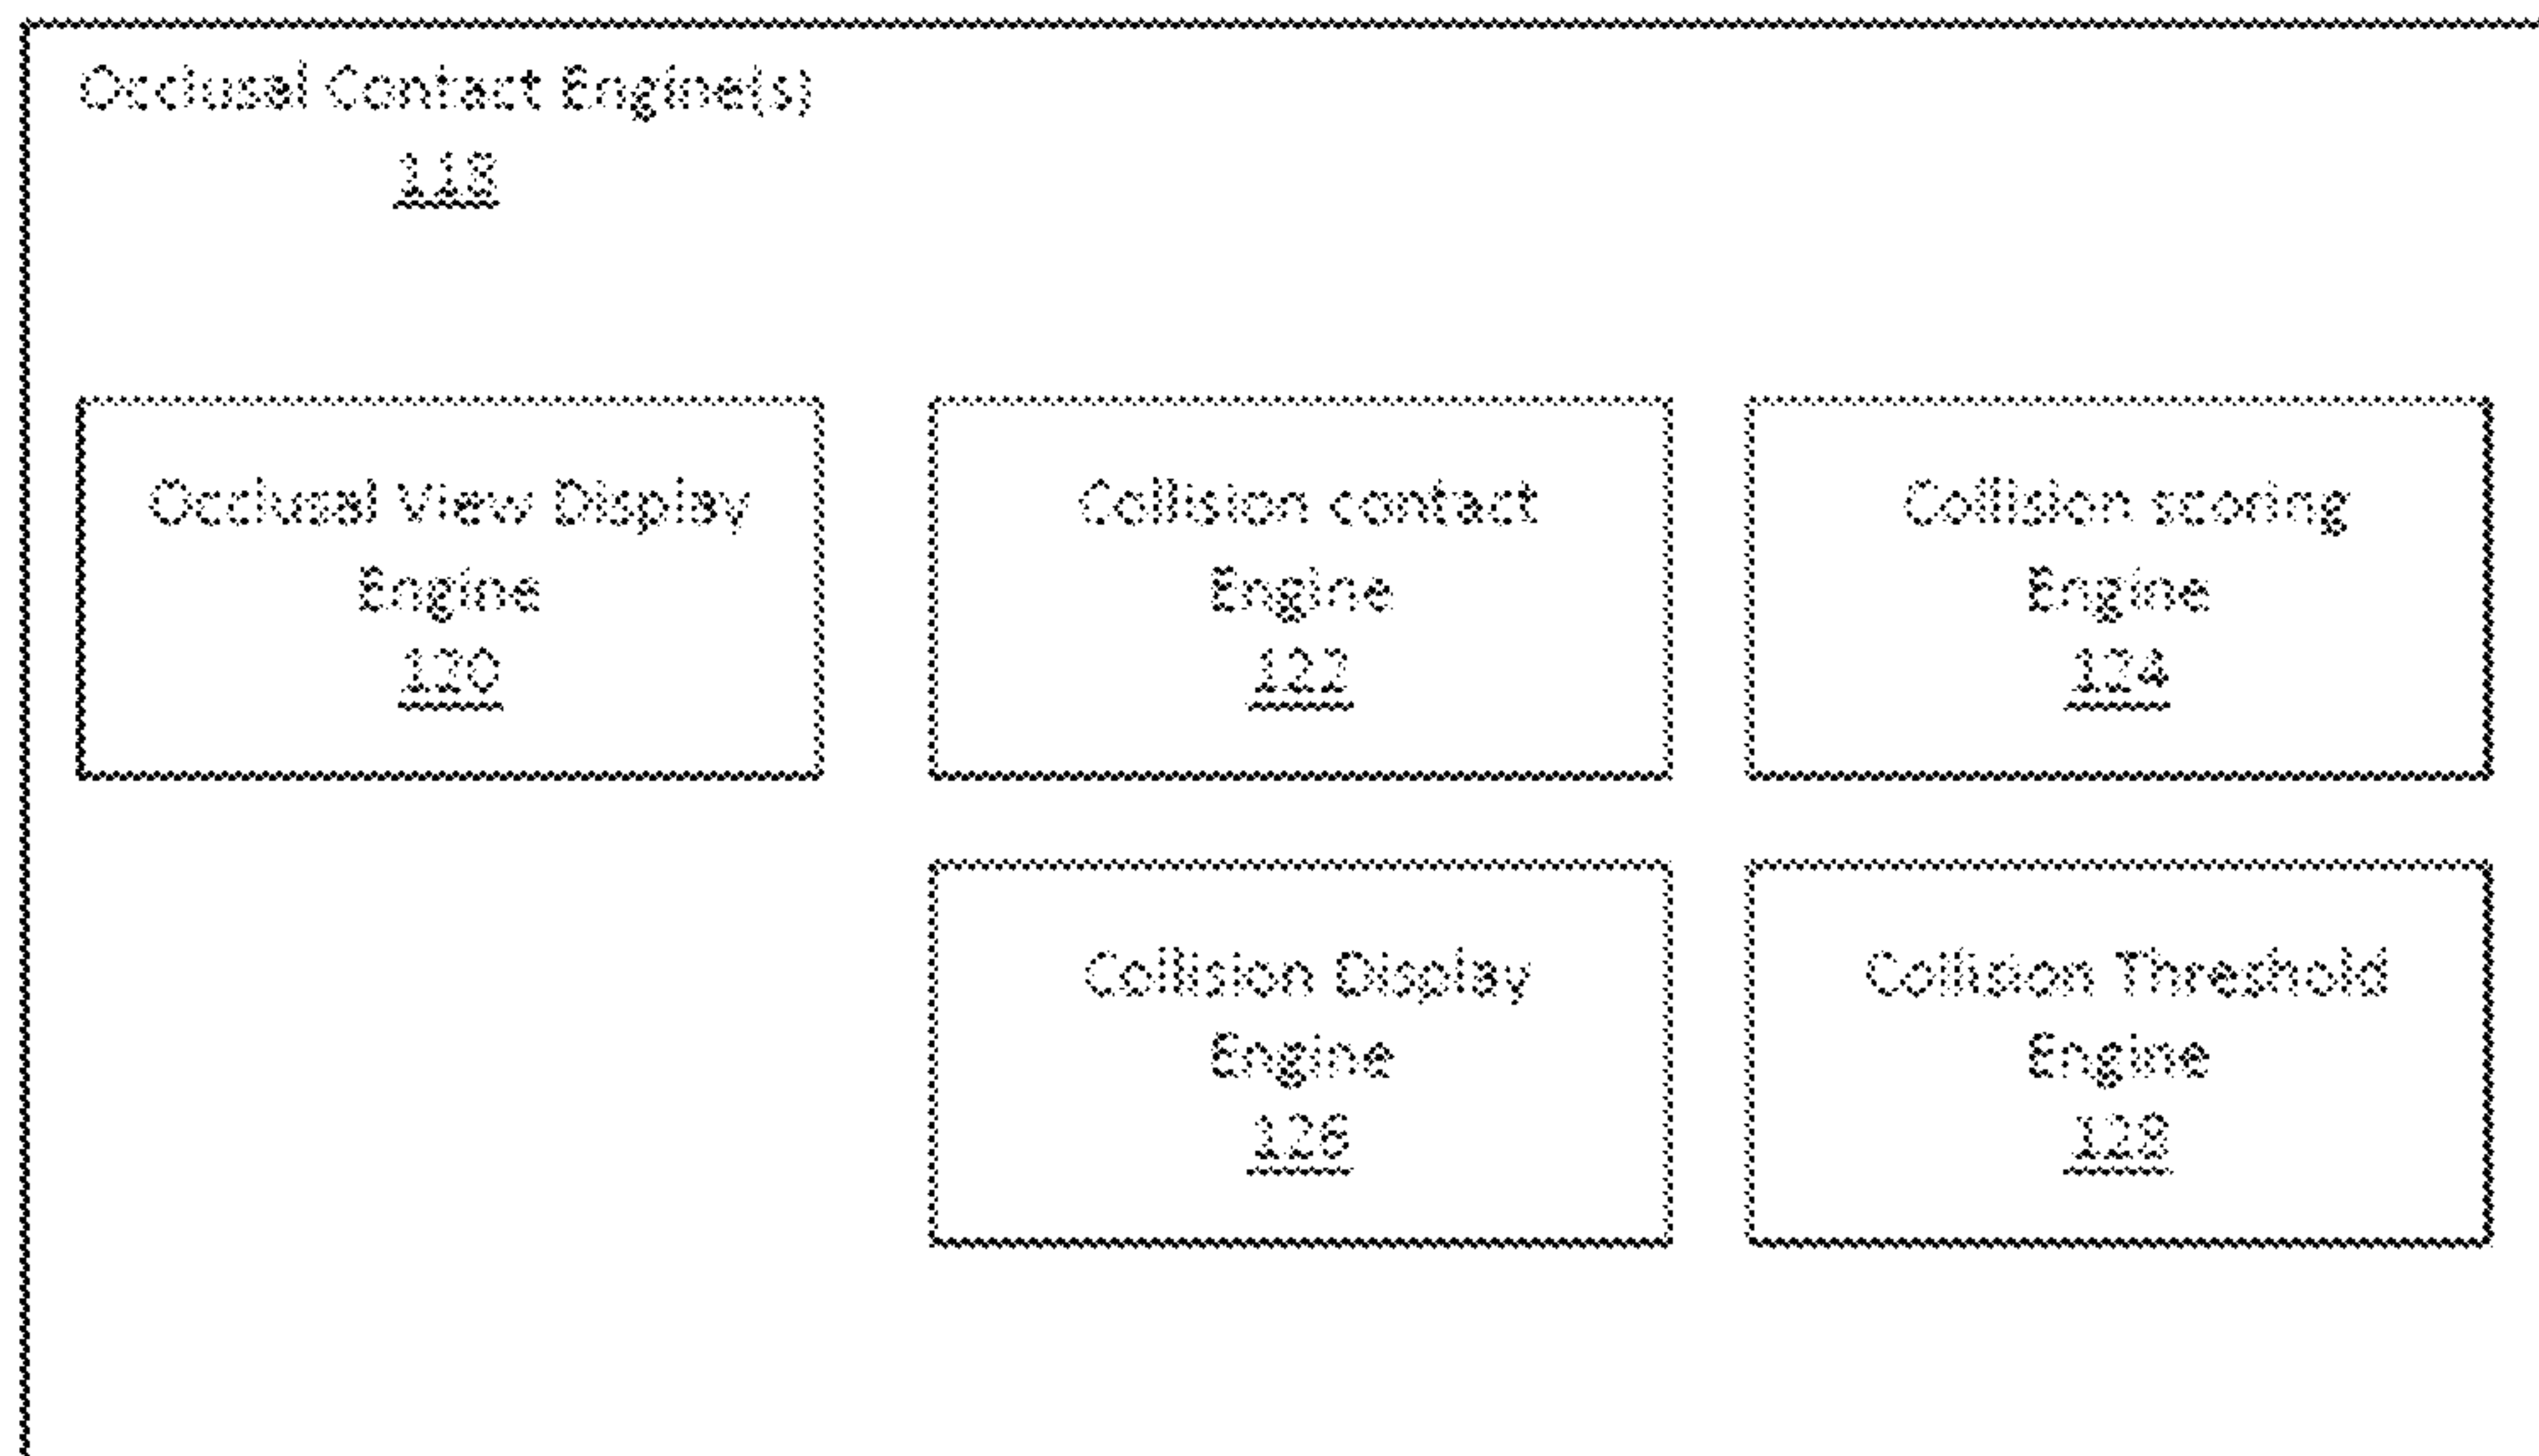 Occlusal Contact Engine(s)
118
Occlusal View Display
Engine
120
Collision contact
Engine
122
Collision scoring
Engine
124
Collision Display
Engine
126
Collision Threshold
Engine
128